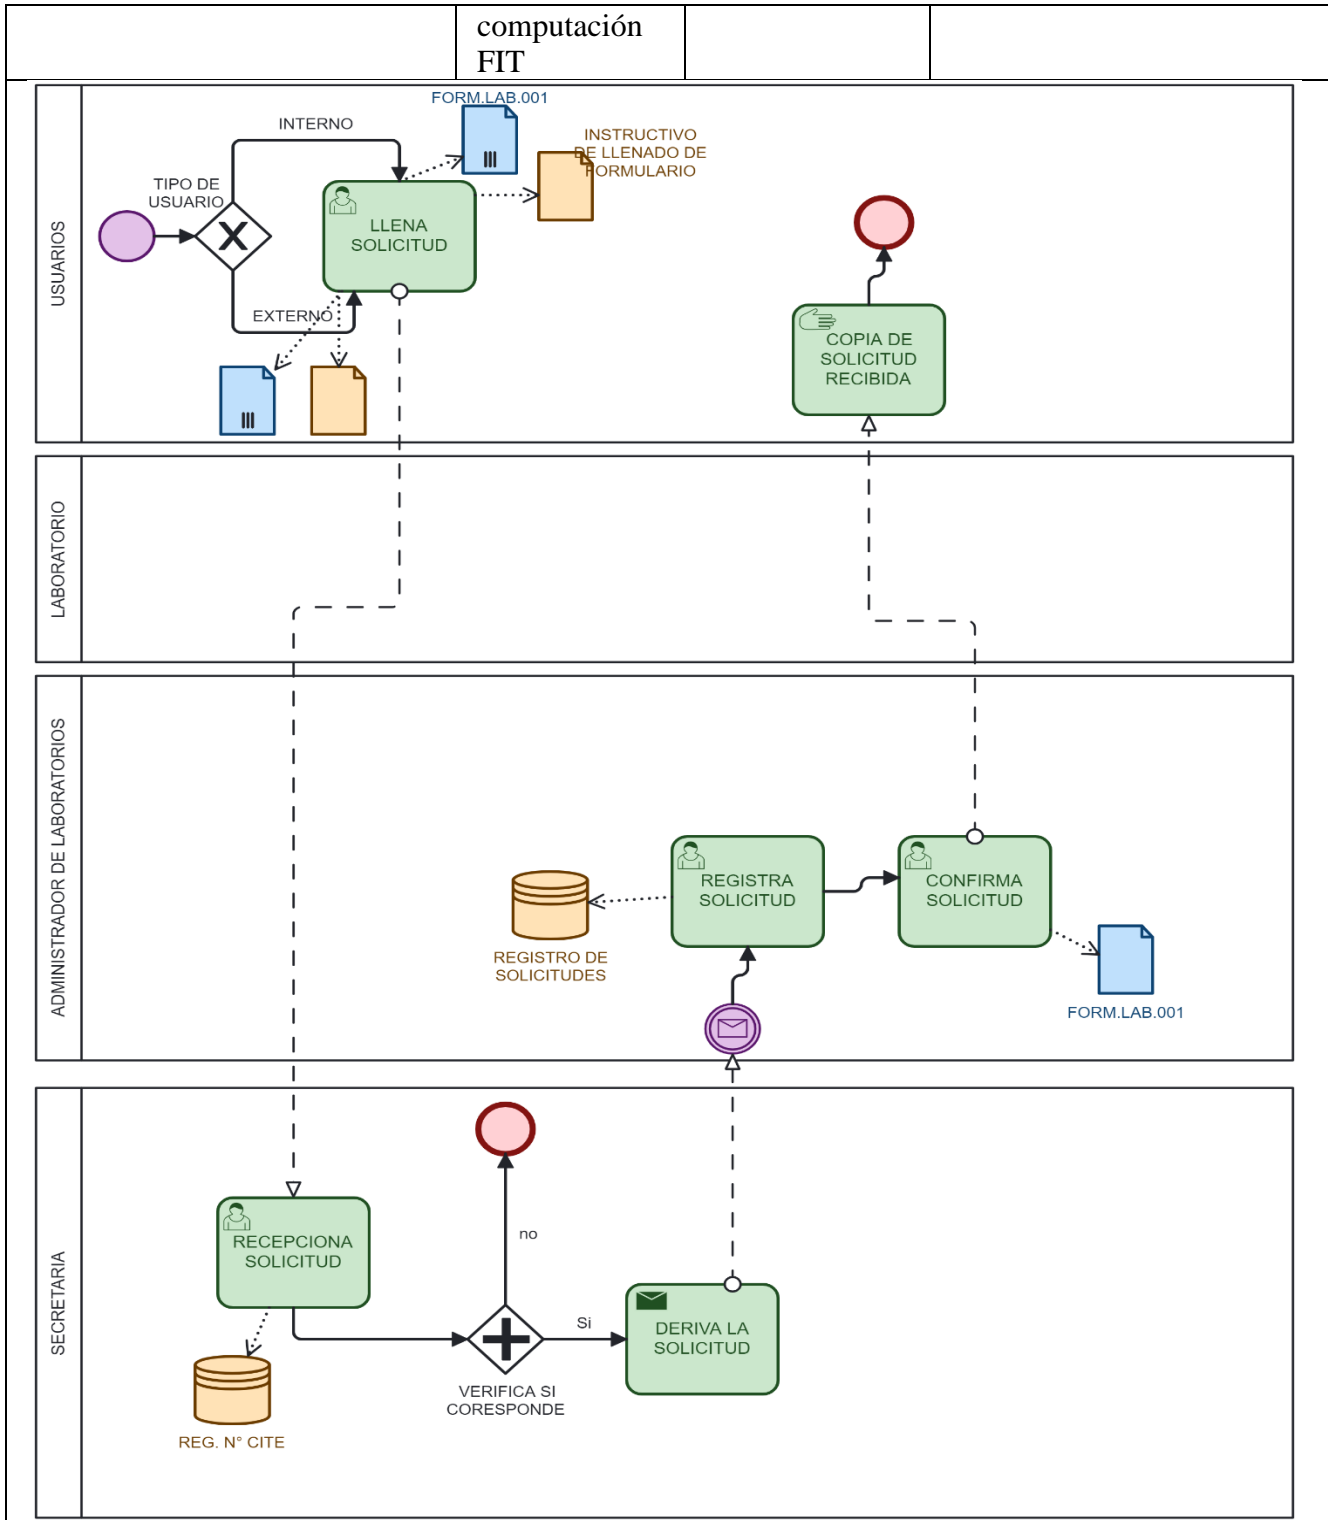 computación
FIT
USUARIOS
FORM.LAB.001
INTERNO
INSTRUCTIVO
DE LLENADO DE
FORMULARIO
TIPO DE
USUARIO
LLENA
SOLICITUD
EXTERNO
COPIA DE
SOLICITUD
RECIBIDA
LABORATORIO
ADMINISTRADOR DE LABORATORIOS
REGISTRA
SOLICITUD
CONFIRMA
SOLICITUD
REGISTRO DE
SOLICITUDES
FORM.LAB.001
SECRETARIA
RECEPCIONA
SOLICITUD
no
Si
DERIVA LA
SOLICITUD
VERIFICA SI
CORESPONDE
REG. N° CITE